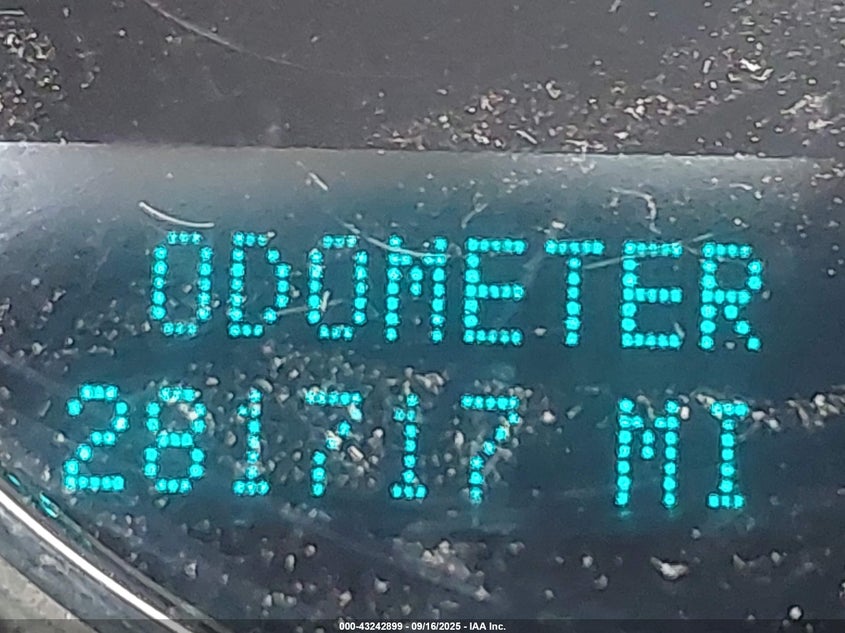 ODOMETER
281717 MI
000-43242899 - 09/16/2025 - IAA Inc.